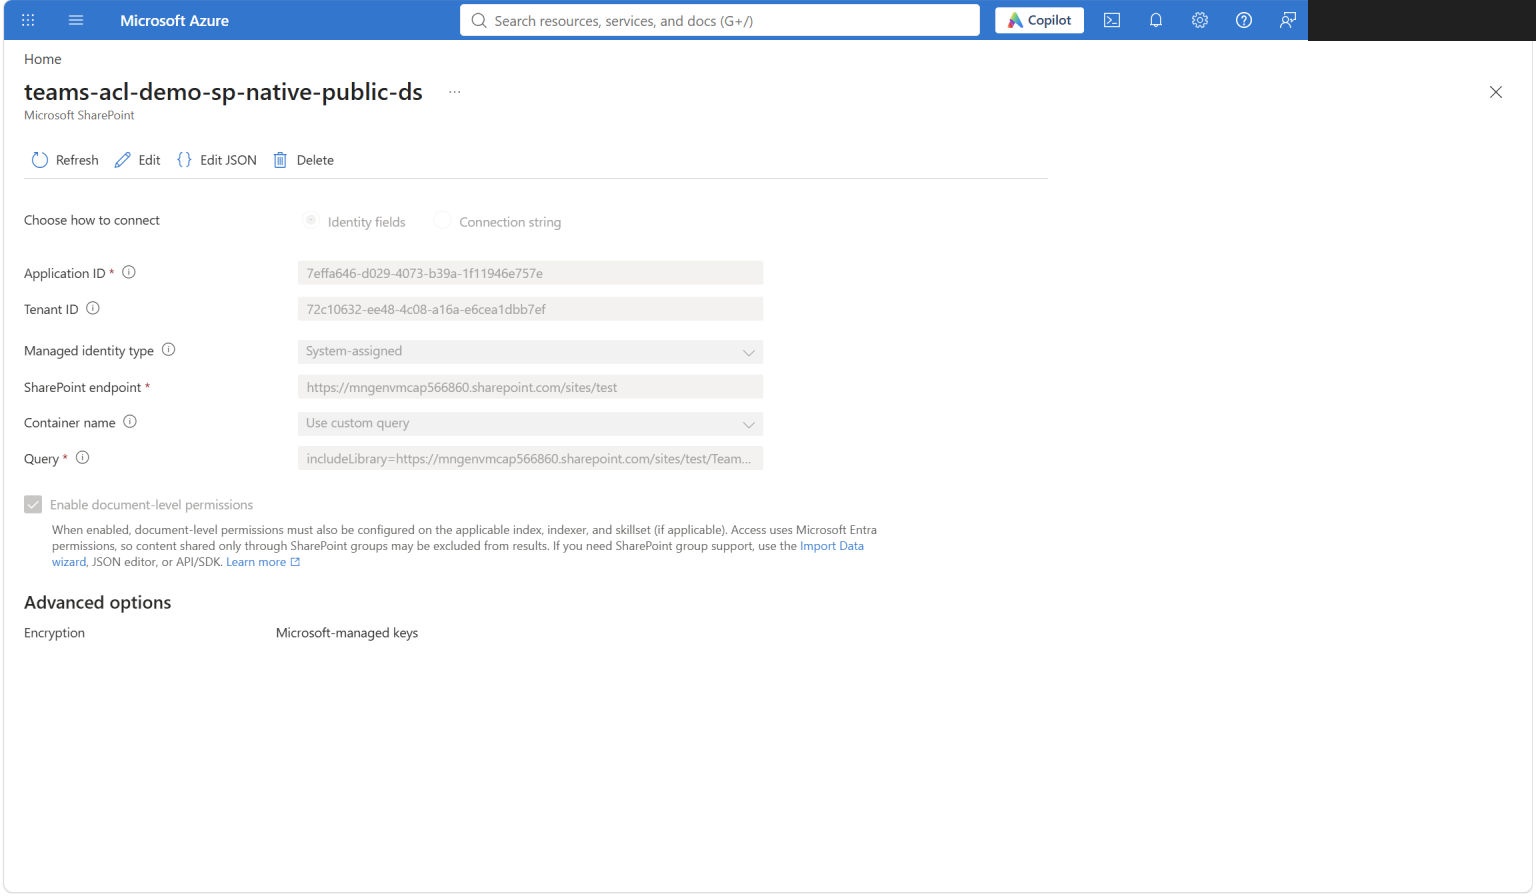 Microsoft Azure
Search resources, services, and docs (G+/)
Copilot
Home
teams-acl-demo-sp-native-public-ds ...
Microsoft SharePoint
Refresh Edit Edit JSON Delete
Choose how to connect Identity fields Connection string
Application ID * 7effa646-d029-4073-b39a-1f11946e757e
Tenant ID 72c10632-ee48-4c08-a16a-e6cea1dbb7ef
Managed identity type System-assigned
SharePoint endpoint * https://mngenvmcap566860.sharepoint.com/sites/test
Container name Use custom query
Query * includeLibrary=https://mngenvmcap566860.sharepoint.com/sites/test/Team...
Enable document-level permissions
When enabled, document-level permissions must also be configured on the applicable index, indexer, and skillset (if applicable). Access uses Microsoft Entra
permissions, so content shared only through SharePoint groups may be excluded from results. If you need SharePoint group support, use the Import Data
wizard, JSON editor, or API/SDK. Learn more
Advanced options
Encryption Microsoft-managed keys